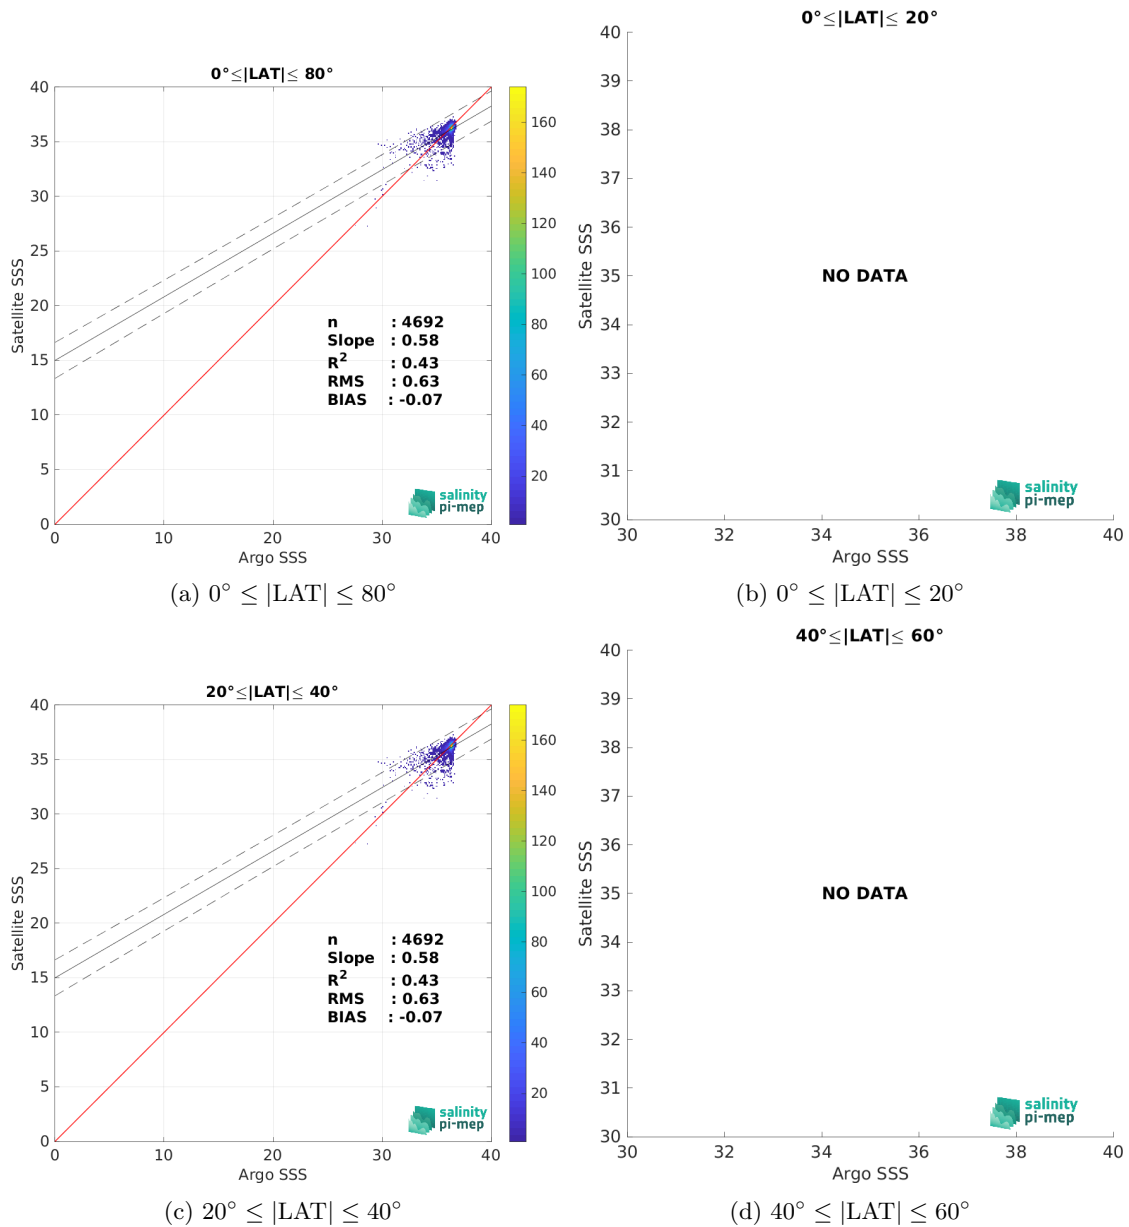 0°≤|LAT|≤ 80°
Satellite SSS
40
35
30
25
20
15
10
5
0
0 10 20 30 40
Argo SSS
n : 4692
Slope : 0.58
R² : 0.43
RMS : 0.63
BIAS : -0.07
salinity
pi-mep
160
140
120
100
80
60
40
20
(a) 0° ≤ |LAT| ≤ 80°
0°≤|LAT|≤ 20°
Satellite SSS
40
39
38
37
36
35
34
33
32
31
30
30 32 34 36 38 40
Argo SSS
NO DATA
salinity
pi-mep
(b) 0° ≤ |LAT| ≤ 20°
20°≤|LAT|≤ 40°
Satellite SSS
40
35
30
25
20
15
10
5
0
0 10 20 30 40
Argo SSS
n : 4692
Slope : 0.58
R² : 0.43
RMS : 0.63
BIAS : -0.07
salinity
pi-mep
160
140
120
100
80
60
40
20
(c) 20° ≤ |LAT| ≤ 40°
40°≤|LAT|≤ 60°
Satellite SSS
40
39
38
37
36
35
34
33
32
31
30
30 32 34 36 38 40
Argo SSS
NO DATA
salinity
pi-mep
(d) 40° ≤ |LAT| ≤ 60°